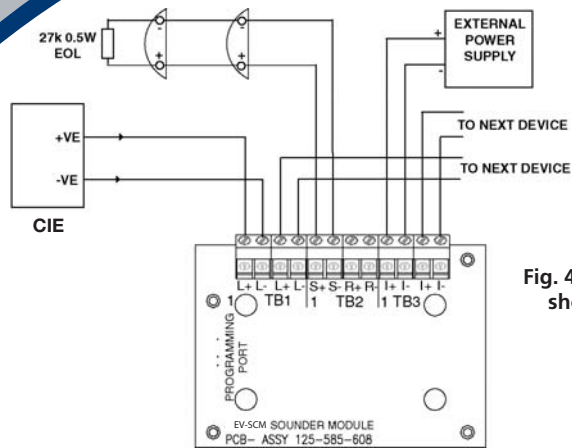 27k 0.5W
EOL
-
+
-
+
EXTERNAL
POWER
SUPPLY
+
-
TO NEXT DEVICE
TO NEXT DEVICE
+VE
-VE
CIE
L+ L- L+ L- S+ S- R+ R- I+ I- I+ I-
1 TB1 1 TB2 1 TB3
PROGRAMMING
PORT
EV-SCM SOUNDER MODULE
PCB- ASSY 125-585-608
Fig. 4
sh